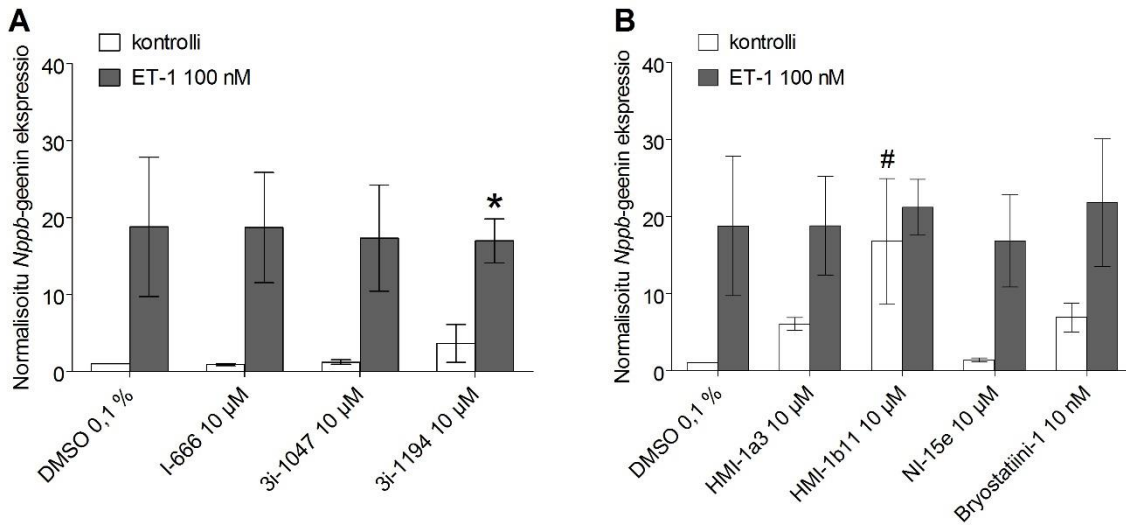 A
kontrolli
ET-1 100 nM
Normalisoitu Nppb-geenin ekspressio
40
30
20
10
0
*
DMSO 0,1 %
I-666 10 µM
3i-1047 10 µM
3i-1194 10 µM
B
kontrolli
ET-1 100 nM
Normalisoitu Nppb-geenin ekspressio
40
30
20
10
0
#
DMSO 0,1 %
HMI-1a3 10 µM
HMI-1b11 10 µM
NI-15e 10 µM
Bryostatiini-1 10 nM